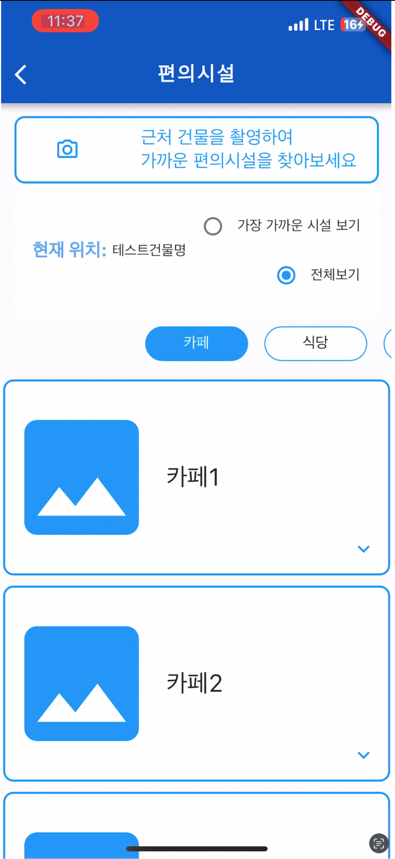 11:37
LTE
16
DEBUG
편의시설
근처 건물을 촬영하여
가까운 편의시설을 찾아보세요
가장 가까운 시설 보기
현재 위치: 테스트건물명
전체보기
카페
식당
카페1
카페2